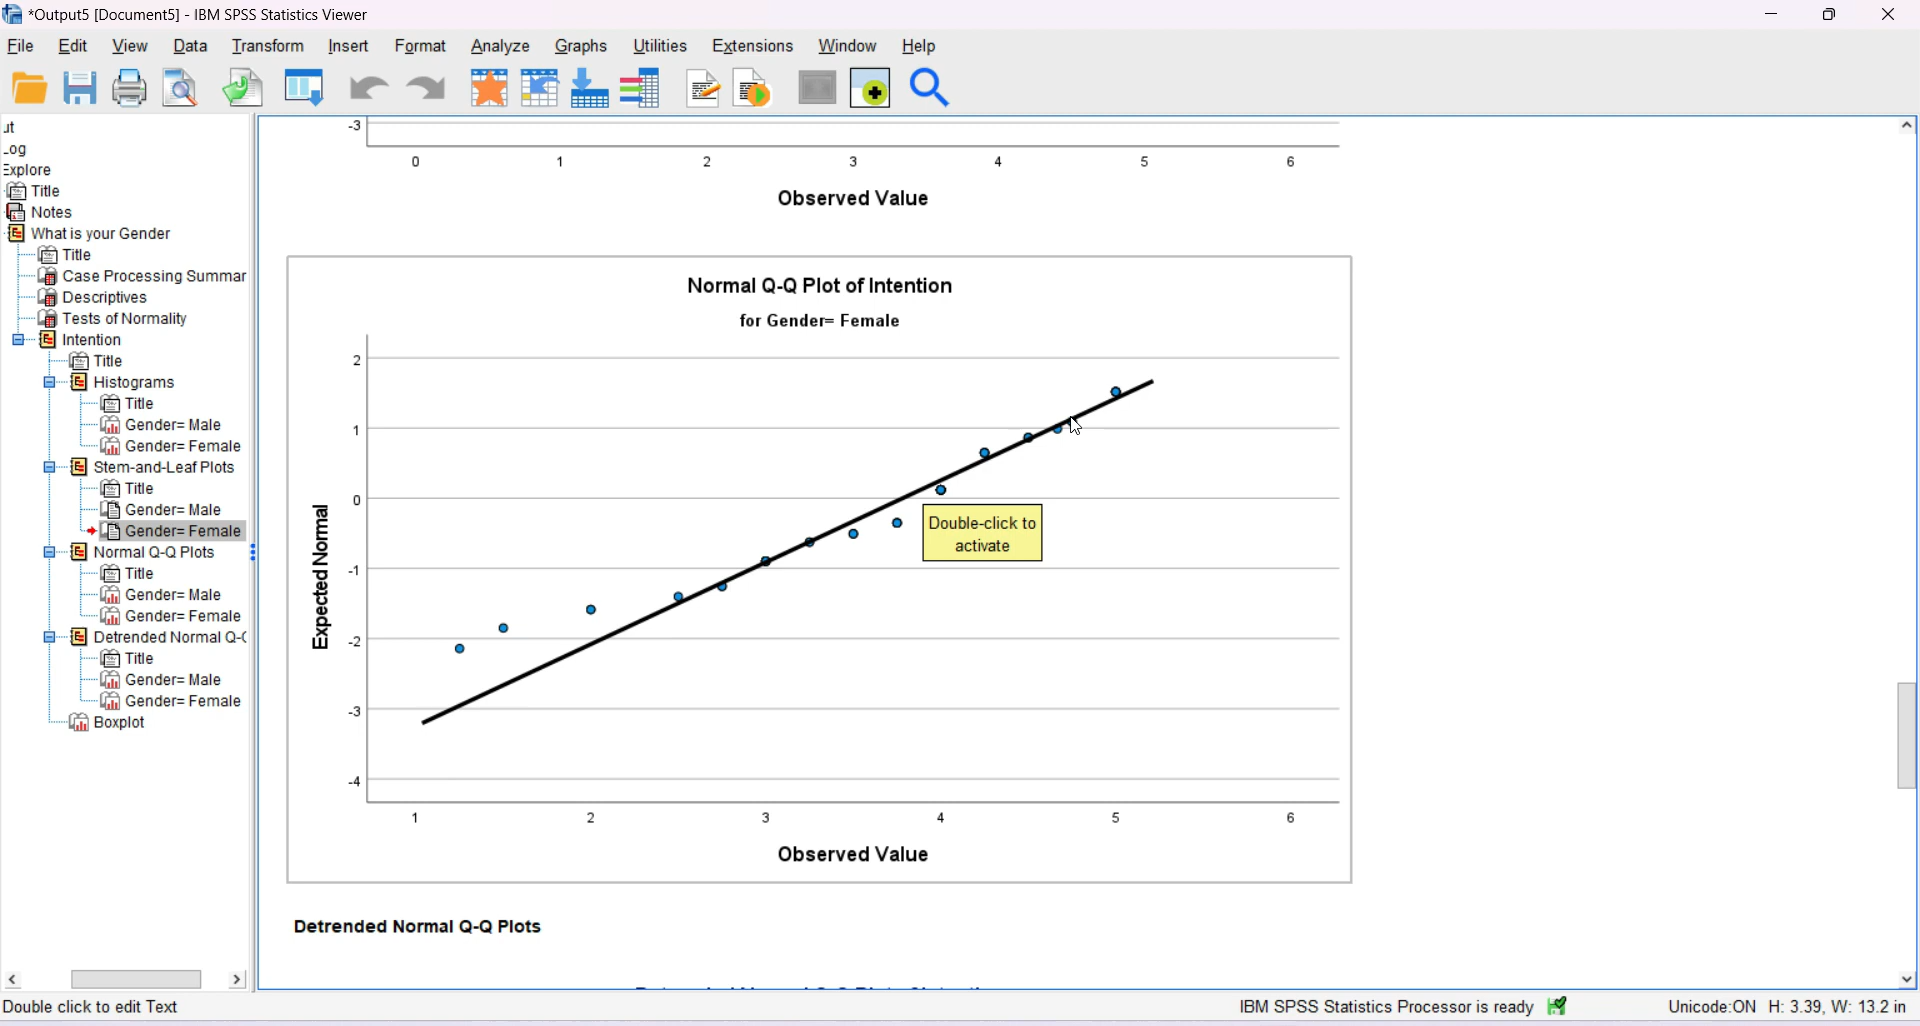 *Output5 [Document5] - IBM SPSS Statistics Viewer
File Edit View Data Transform Insert Format Analyze Graphs Utilities Extensions Window Help
Title
Notes
What is your Gender
Title
Case Processing Summar
Descriptives
Tests of Normality
Intention
Title
Histograms
Title
Gender= Male
Gender= Female
Stem-and-Leaf Plots
Title
Gender= Male
Gender= Female
Normal Q-Q Plots
Title
Gender= Male
Gender= Female
Detrended Normal Q-
Title
Gender= Male
Gender= Female
Boxplot
-3
0 1 2 3 4 5 6
Observed Value
Normal Q-Q Plot of Intention
for Gender= Female
Expected Normal
2
1
0
-1
-2
-3
-4
Double-click to
activate
1 2 3 4 5 6
Observed Value
Detrended Normal Q-Q Plots
Double click to edit Text
IBM SPSS Statistics Processor is ready
Unicode:ON H: 3.39, W: 13.2 in